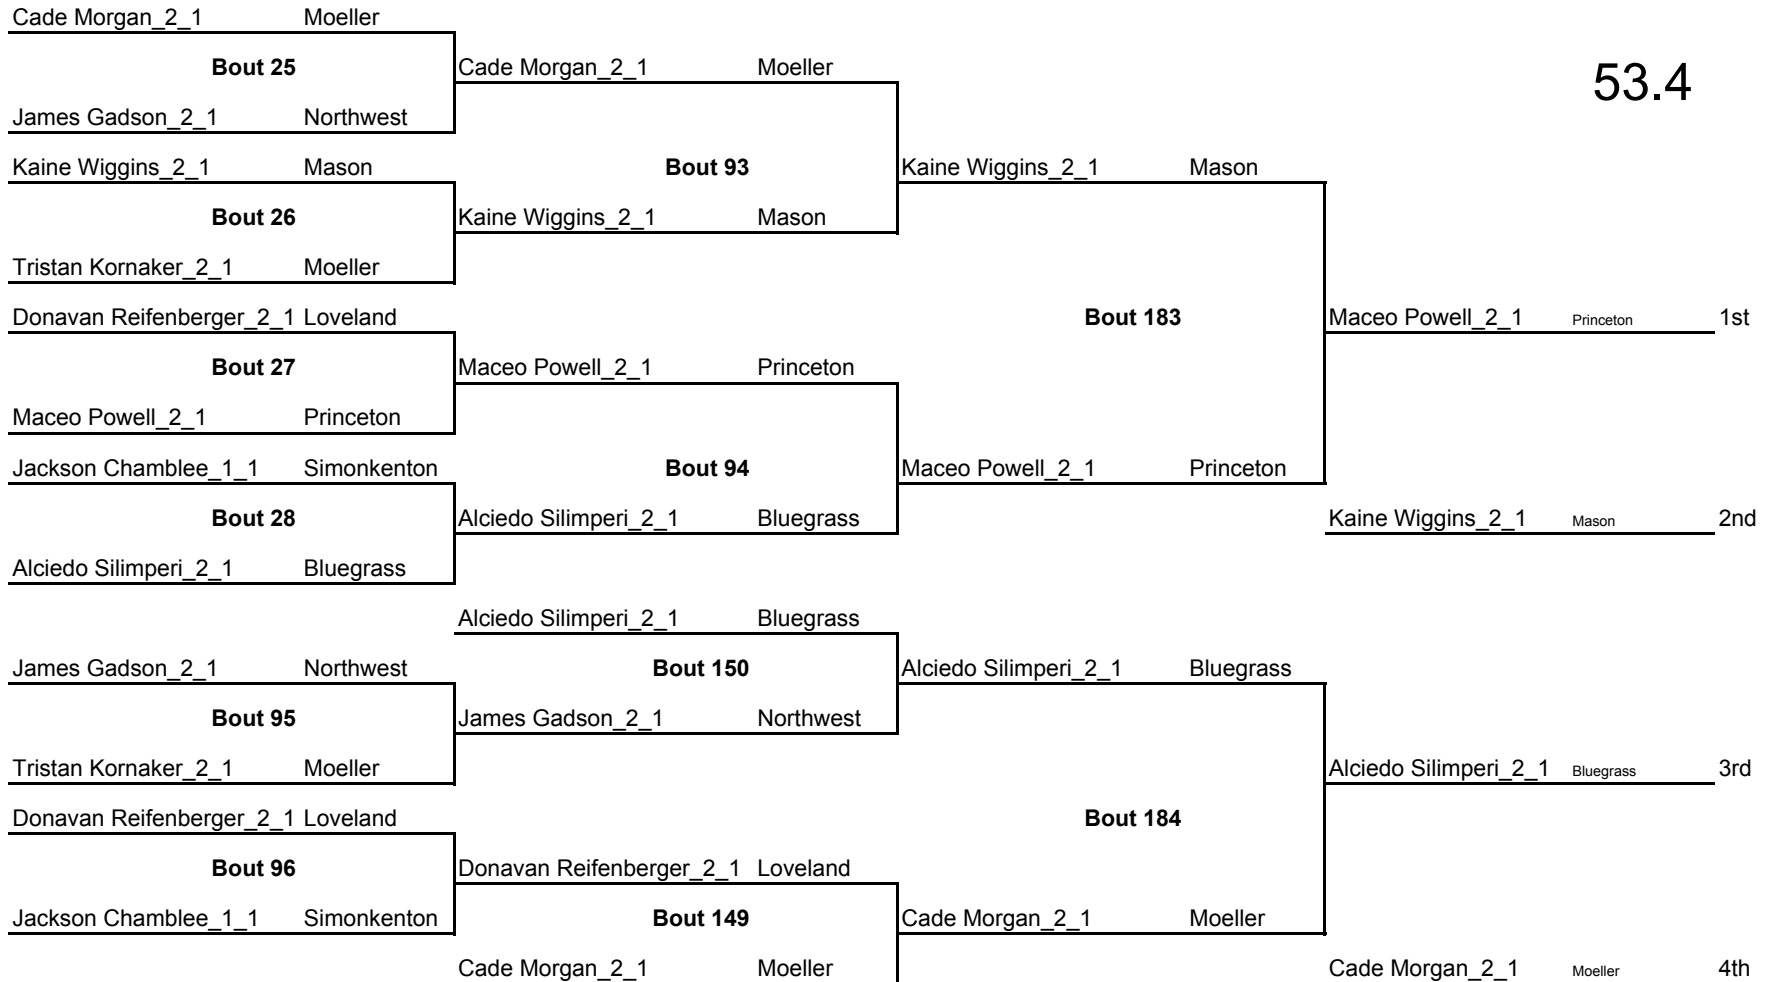 Cade Morgan_2_1 Moeller
Bout 25 Cade Morgan_2_1 Moeller 53.4
James Gadson_2_1 Northwest
Kaine Wiggins_2_1 Mason Bout 93 Kaine Wiggins_2_1 Mason
Bout 26 Kaine Wiggins_2_1 Mason
Tristan Kornaker_2_1 Moeller
Donavan Reifenberger_2_1 Loveland Bout 183 Maceo Powell_2_1 Princeton 1st
Bout 27 Maceo Powell_2_1 Princeton
Maceo Powell_2_1 Princeton
Jackson Chamblee_1_1 Simonkenton Bout 94 Maceo Powell_2_1 Princeton
Bout 28 Alciedo Silimperi_2_1 Bluegrass Kaine Wiggins_2_1 Mason 2nd
Alciedo Silimperi_2_1 Bluegrass
Alciedo Silimperi_2_1 Bluegrass
James Gadson_2_1 Northwest Bout 150 Alciedo Silimperi_2_1 Bluegrass
Bout 95 James Gadson_2_1 Northwest
Tristan Kornaker_2_1 Moeller Alciedo Silimperi_2_1 Bluegrass 3rd
Donavan Reifenberger_2_1 Loveland Bout 184
Bout 96 Donavan Reifenberger_2_1 Loveland
Jackson Chamblee_1_1 Simonkenton Bout 149 Cade Morgan_2_1 Moeller
Cade Morgan_2_1 Moeller Cade Morgan_2_1 Moeller 4th